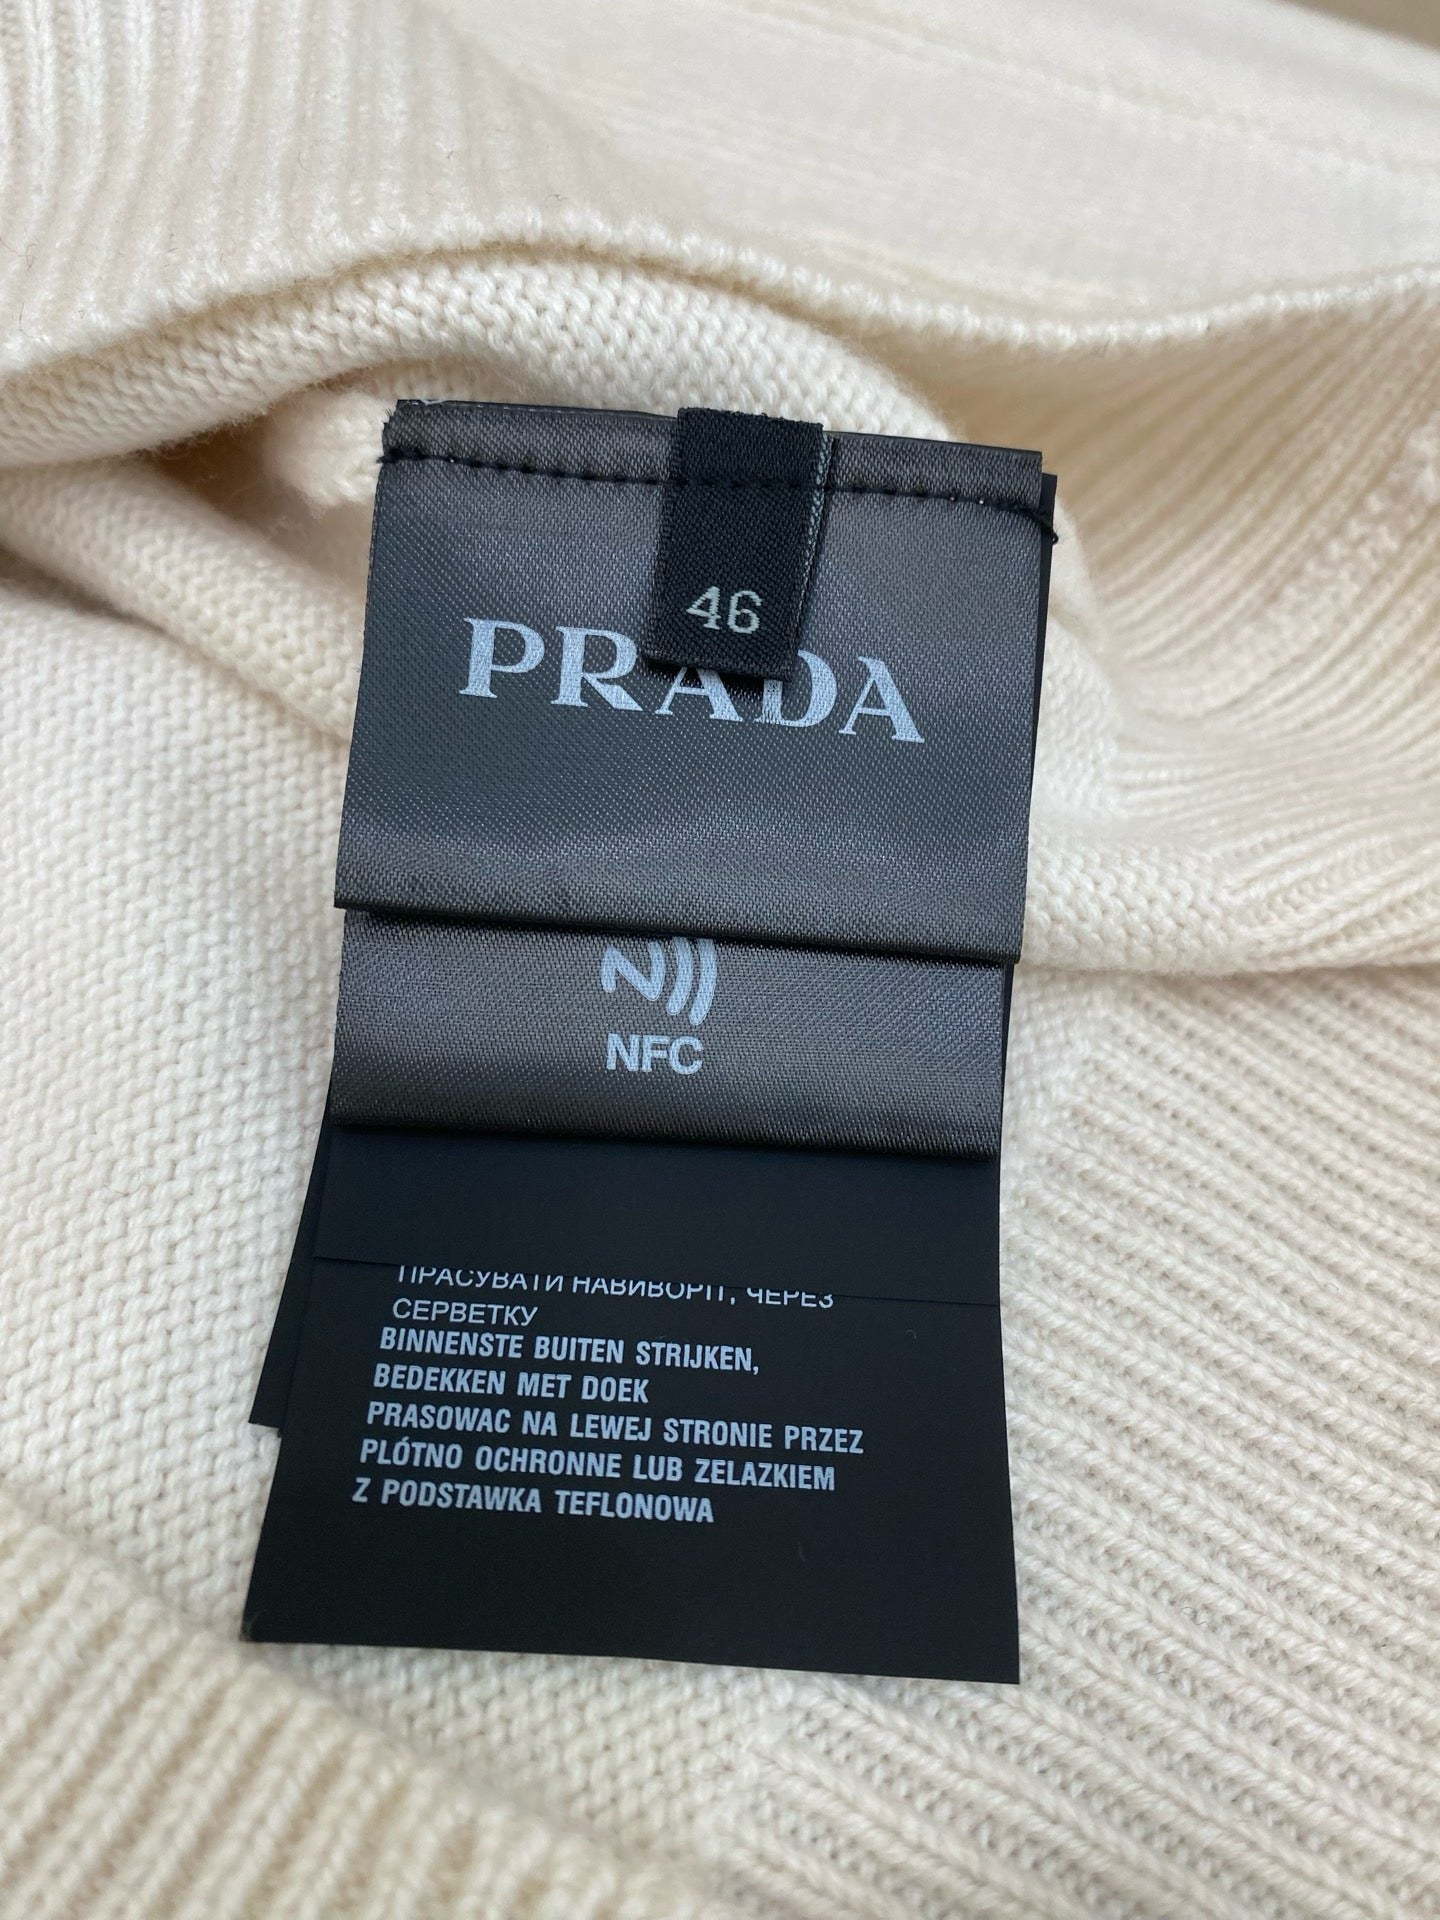 46
PRADA
NFC
ПРАСУВАТИ НАВИВОРІТ, ЧЕРЕЗ
СЕРВЕТКУ
BINNENSTE BUITEN STRIJKEN,
BEDEKKEN MET DOEK
PRASOWAC NA LEWEJ STRONIE PRZEZ
PLÓTNO OCHRONNE LUB ZELAZKIEM
Z PODSTAWKA TEFLONOWA